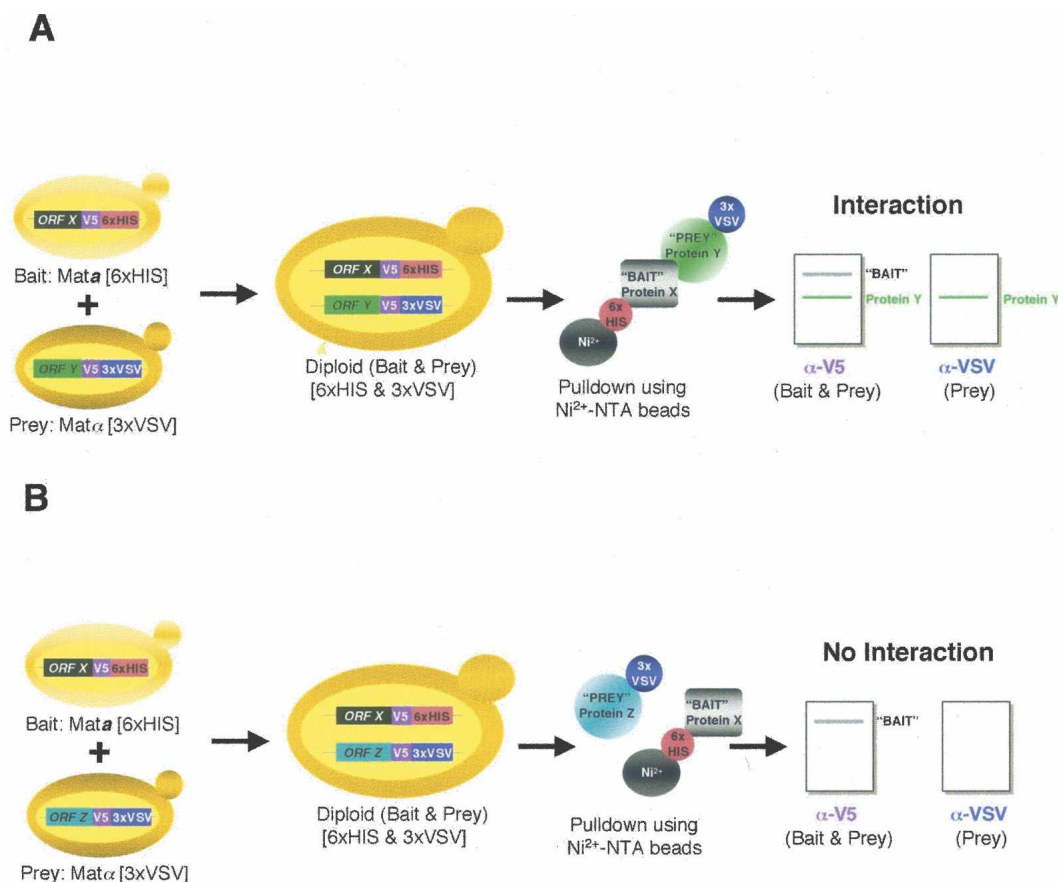 A
ORF X V5 6xHIS
Bait: Mata [6xHIS]
+
ORF Y V5 3xVSV
Prey: Matα [3xVSV]
ORF X V5 6xHIS
ORF Y V5 3xVSV
Diploid (Bait & Prey)
[6xHIS & 3xVSV]
3x
VSV
"PREY"
Protein Y
"BAIT"
Protein X
6x
HIS
Ni²⁺
Pulldown using
Ni²⁺-NTA beads
Interaction
"BAIT"
Protein Y
Protein Y
α-V5
(Bait & Prey)
α-VSV
(Prey)
B
ORF X V5 6xHIS
Bait: Mata [6xHIS]
+
ORF Z V5 3xVSV
Prey: Matα [3xVSV]
ORF X V5 6xHIS
ORF Z V5 3xVSV
Diploid (Bait & Prey)
[6xHIS & 3xVSV]
3x
VSV
"PREY"
Protein Z
"BAIT"
Protein X
6x
HIS
Ni²⁺
Pulldown using
Ni²⁺-NTA beads
No Interaction
"BAIT"
α-V5
(Bait & Prey)
α-VSV
(Prey)